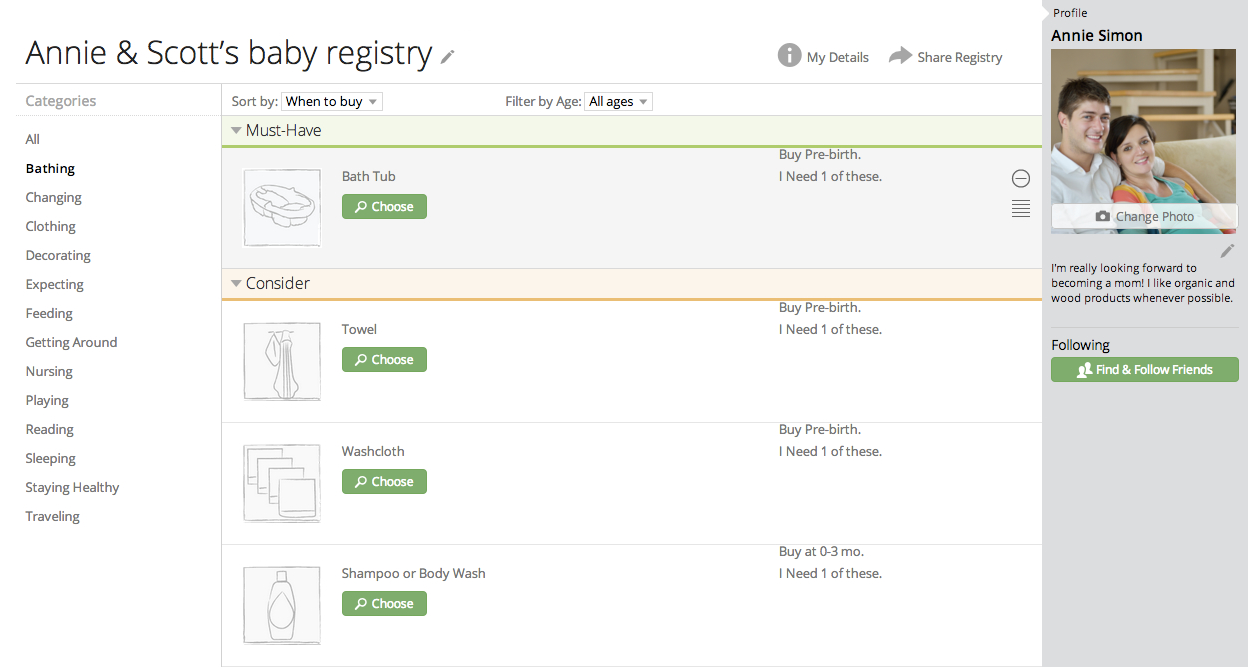 Annie & Scott's baby registry
My Details
Share Registry
Categories
All
Bathing
Changing
Clothing
Decorating
Expecting
Feeding
Getting Around
Nursing
Playing
Reading
Sleeping
Staying Healthy
Traveling
Sort by: When to buy
Filter by Age: All ages
Must-Have
Bath Tub
Choose
Buy Pre-birth.
I Need 1 of these.
Consider
Towel
Choose
Buy Pre-birth.
I Need 1 of these.
Washcloth
Choose
Buy Pre-birth.
I Need 1 of these.
Shampoo or Body Wash
Choose
Buy at 0-3 mo.
I Need 1 of these.
Profile
Annie Simon
Change Photo
I'm really looking forward to
becoming a mom! I like organic and
wood products whenever possible.
Following
Find & Follow Friends